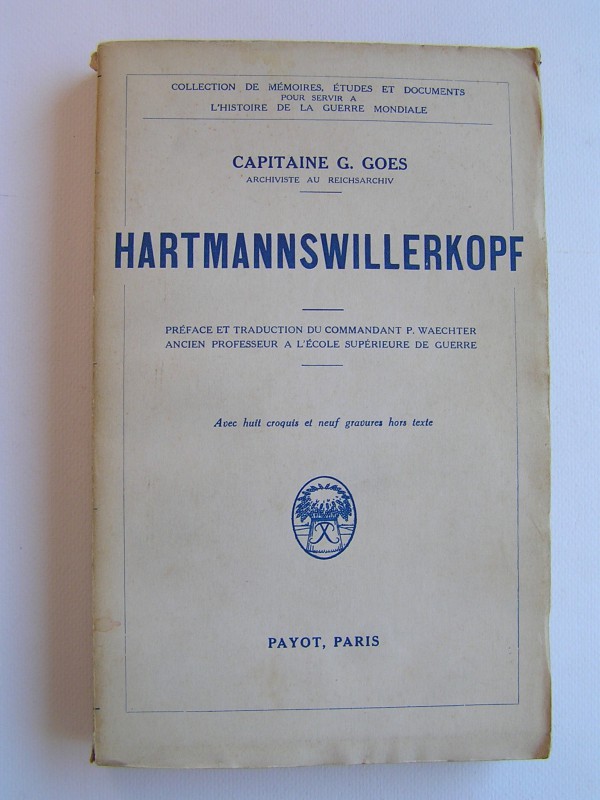 COLLECTION DE MÉMOIRES, ÉTUDES ET DOCUMENTS
POUR SERVIR A
L'HISTOIRE DE LA GUERRE MONDIALE
CAPITAINE G. GOES
ARCHIVISTE AU REICHSARCHIV
HARTMANNSWILLERKOPF
PRÉFACE ET TRADUCTION DU COMMANDANT P. WAECHTER
ANCIEN PROFESSEUR A L'ÉCOLE SUPÉRIEURE DE GUERRE
Avec huit croquis et neuf gravures hors texte
PAYOT, PARIS